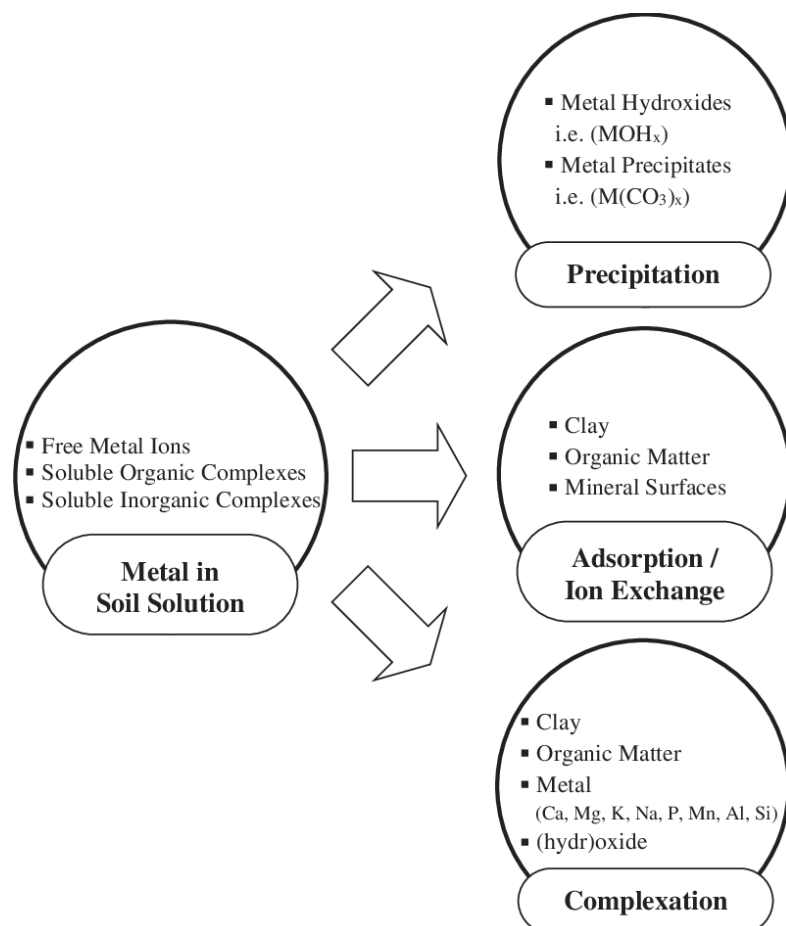 ▪ Metal Hydroxides
i.e. (MOHₓ)
▪ Metal Precipitates
i.e. (M(CO₃)ₓ)
Precipitation
▪ Free Metal Ions
▪ Soluble Organic Complexes
▪ Soluble Inorganic Complexes
Metal in
Soil Solution
▪ Clay
▪ Organic Matter
▪ Mineral Surfaces
Adsorption /
Ion Exchange
▪ Clay
▪ Organic Matter
▪ Metal
(Ca, Mg, K, Na, P, Mn, Al, Si)
▪ (hydr)oxide
Complexation